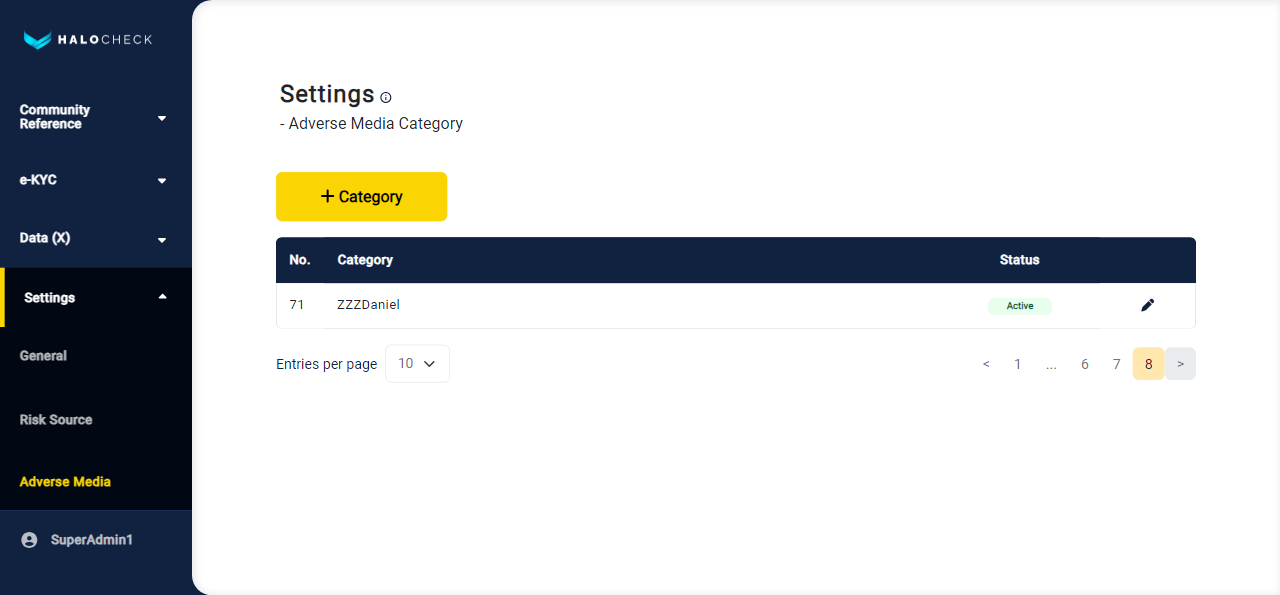 HALOCHECK
Community
Reference
e-KYC
Data (X)
Settings
General
Risk Source
Adverse Media
SuperAdmin1
Settings
- Adverse Media Category
+ Category
No. Category Status
71 ZZZDaniel Active
Entries per page 10 < 1 ... 6 7 8 >